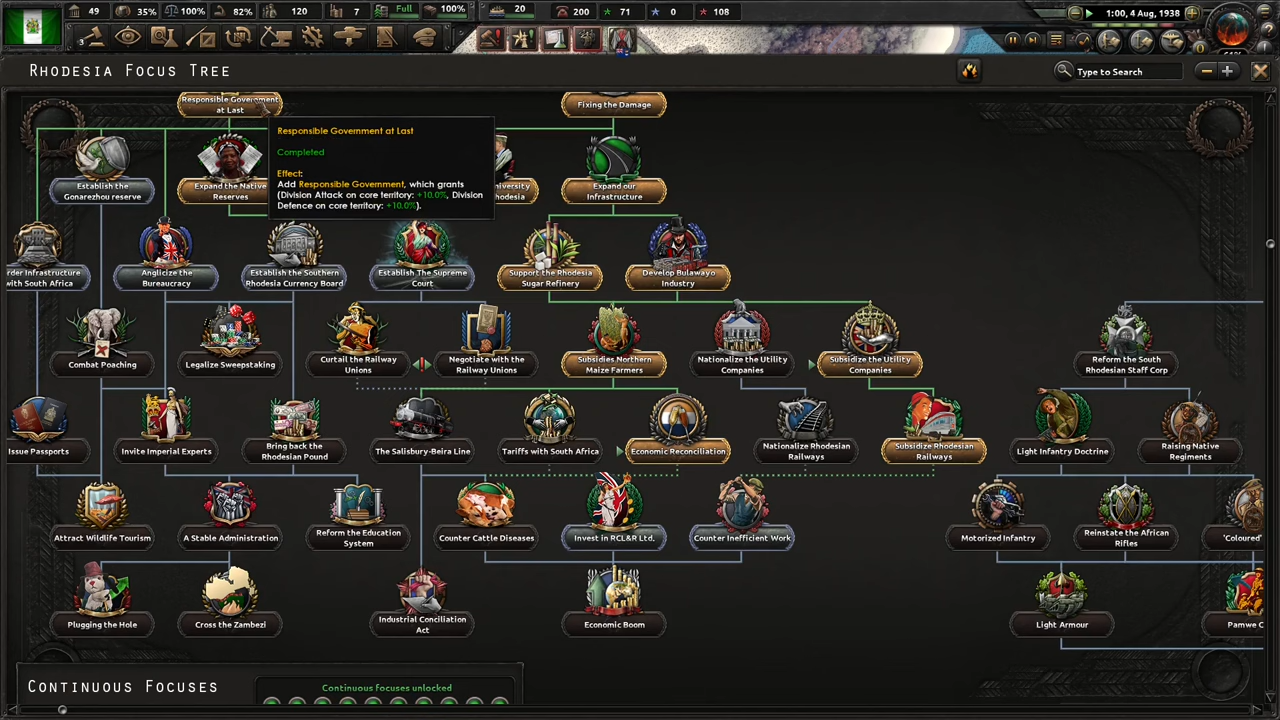 49 35% 100% 82% 120 7 Full 100% 20 200 71 0 108 1:00, 4 Aug, 1938
3
0
RHODESIA FOCUS TREE
Type to Search
Responsible Government
at Last
Fixing the Damage
Responsible Government at Last
Completed
Effect:
Add Responsible Government, which grants
(Division Attack on core territory: +10.0%, Division
Defence on core territory: +10.0%).
Establish the
Gonarezhou reserve
Expand the Native
Reserves
niversity
hodesia
Expand our
Infrastructure
rder Infrastructure
with South Africa
Anglicize the
Bureaucracy
Establish the Southern
Rhodesia Currency Board
Establish The Supreme
Court
Support the Rhodesia
Sugar Refinery
Develop Bulawayo
Industry
Combat Poaching
Legalize Sweepstaking
Curtail the Railway
Unions
Negotiate with the
Railway Unions
Subsidies Northern
Maize Farmers
Nationalize the Utility
Companies
Subsidize the Utility
Companies
Reform the South
Rhodesian Staff Corp
Issue Passports
Invite Imperial Experts
Bring back the
Rhodesian Pound
The Salisbury-Beira Line
Tariffs with South Africa
Economic Reconciliation
Nationalize Rhodesian
Railways
Subsidize Rhodesian
Railways
Light Infantry Doctrine
Raising Native
Regiments
Attract Wildlife Tourism
A Stable Administration
Reform the Education
System
Counter Cattle Diseases
Invest in RCL&R Ltd.
Counter Inefficient Work
Motorized Infantry
Reinstate the African
Rifles
'Coloured'
Plugging the Hole
Cross the Zambezi
Industrial Conciliation
Act
Economic Boom
Light Armour
Pamwe C
CONTINUOUS FOCUSES
Continuous focuses unlocked